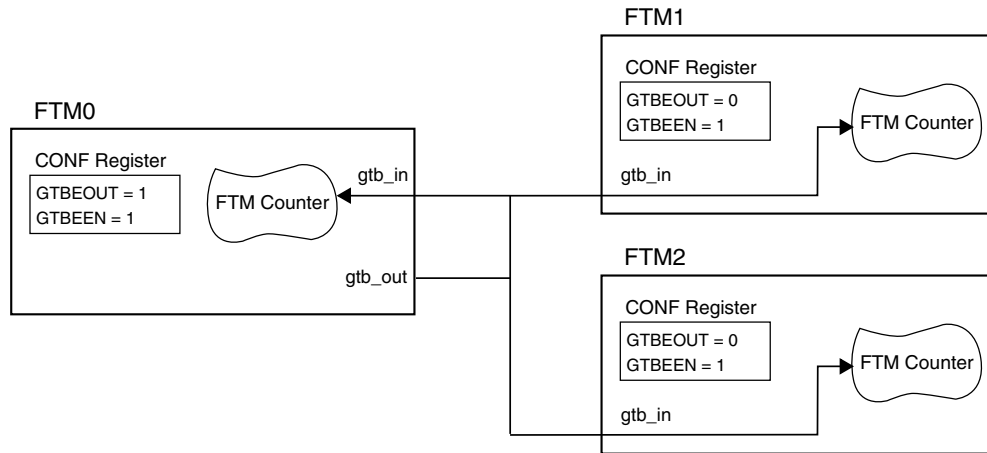 FTM0
CONF Register
GTBEOUT = 1
GTBEEN = 1
FTM Counter
gtb_in
gtb_out
FTM1
CONF Register
GTBEOUT = 0
GTBEEN = 1
FTM Counter
gtb_in
FTM2
CONF Register
GTBEOUT = 0
GTBEEN = 1
FTM Counter
gtb_in